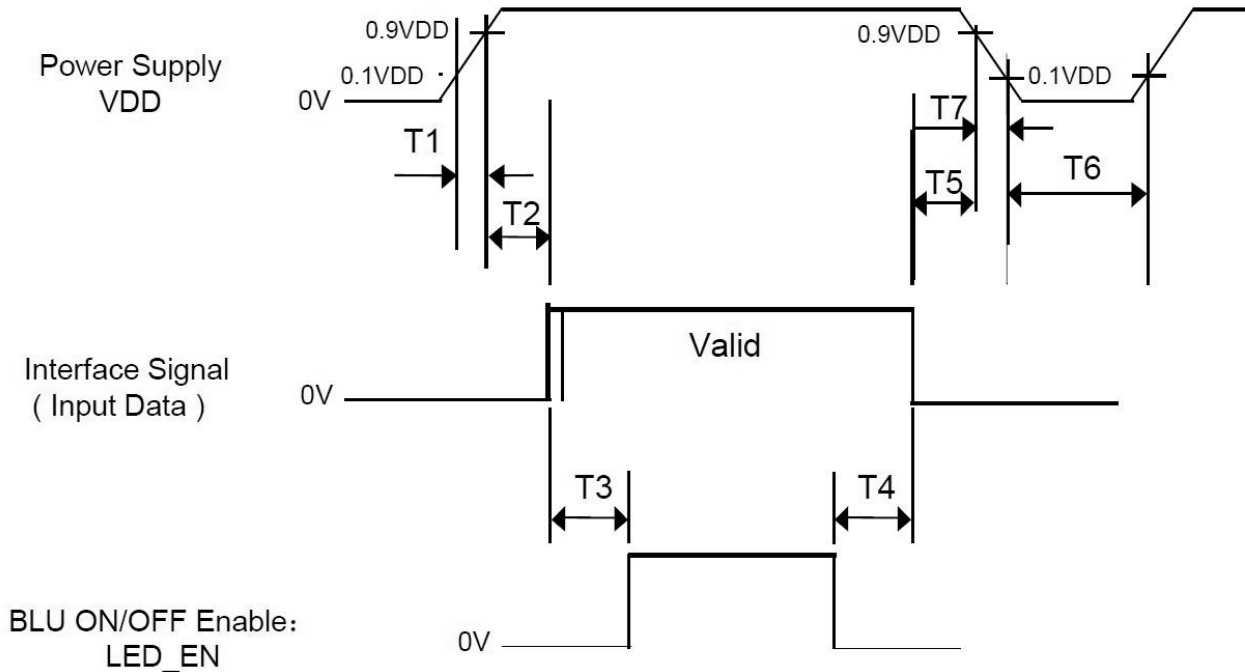 0.9VDD
0.9VDD
Power Supply
VDD
0.1VDD
0.1VDD
0V
T7
T1
T6
T5
T2
Valid
Interface Signal
( Input Data )
0V
T3
T4
BLU ON/OFF Enable：
LED_EN
0V